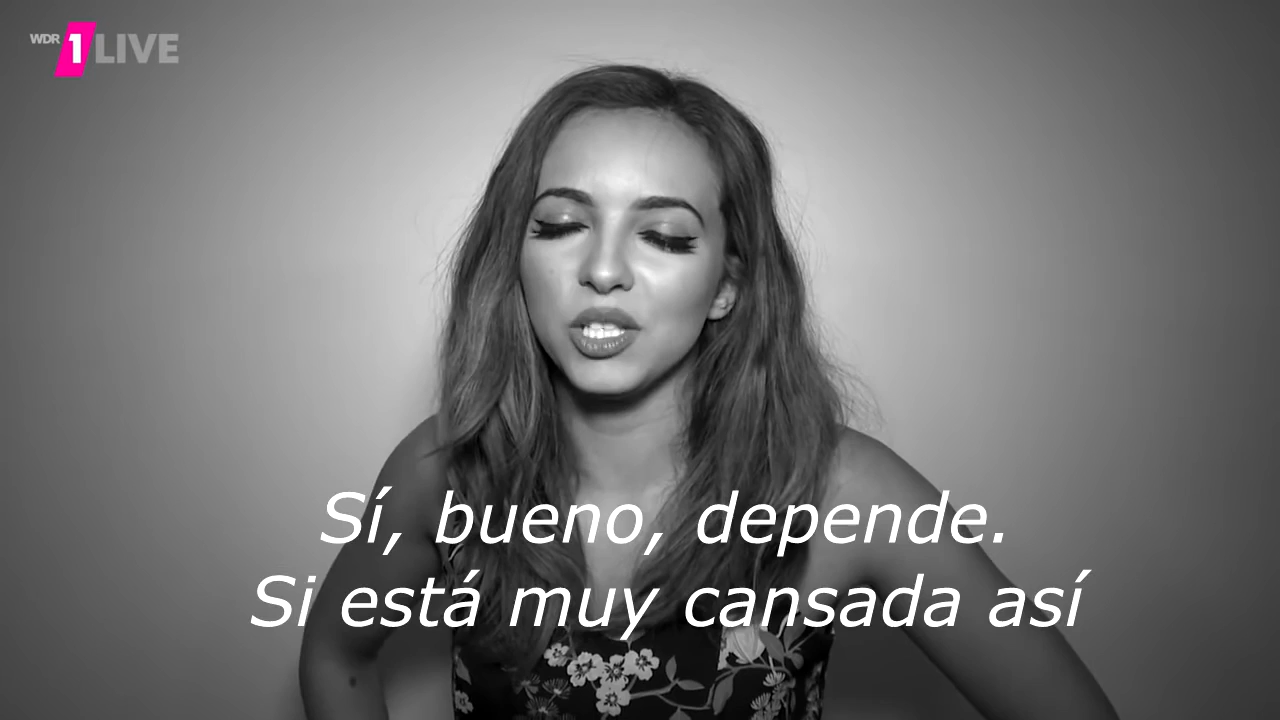 WDR 1LIVE
Sí, bueno, depende.
Si está muy cansada así